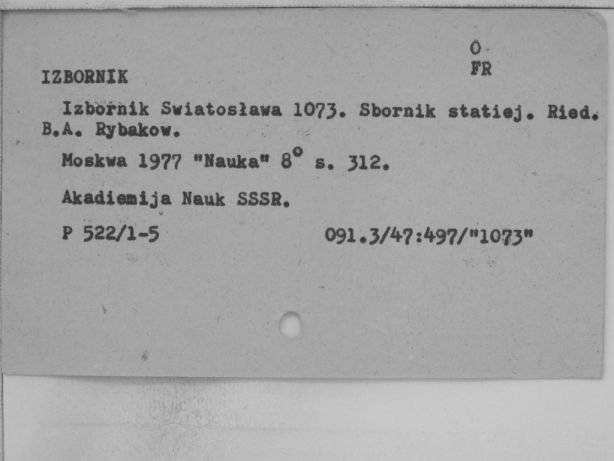 O
FR
IZBORNIK
Izbornik Swiatosława 1073. Sbornik statiej. Ried.
B.A. Rybakow.
Moskwa 1977 "Nauka" 8° s. 312.
Akadiemija Nauk SSSR.
P 522/1-5 091.3/47:497/"1073"